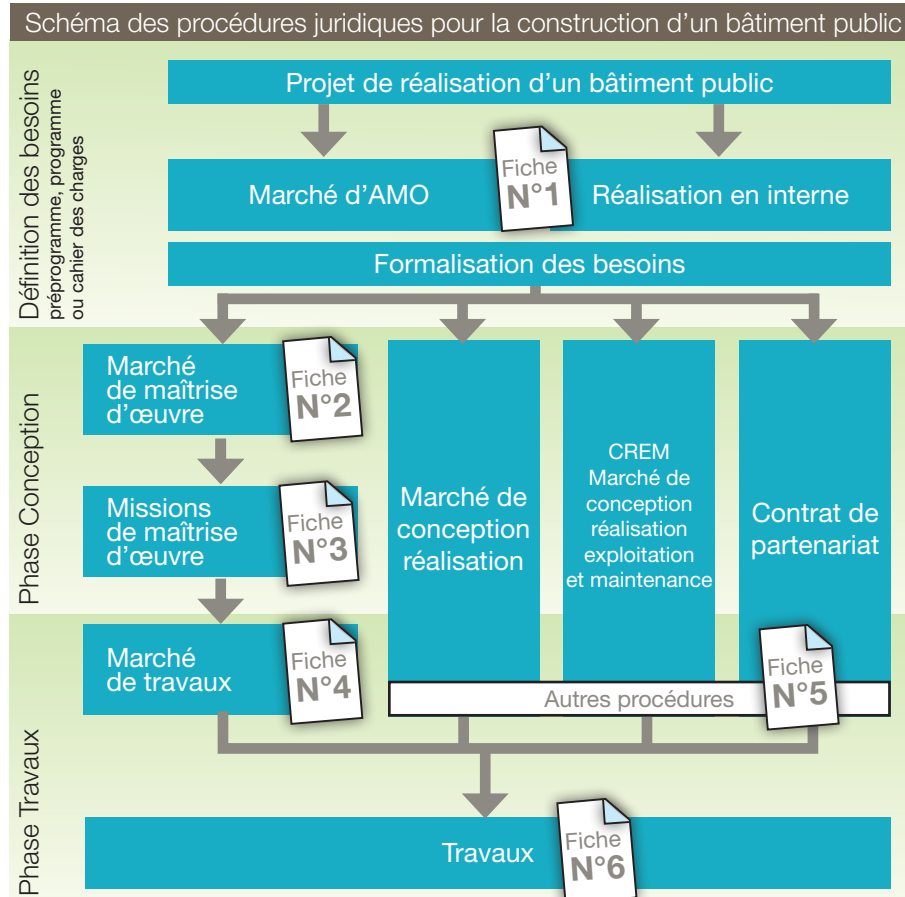 Schéma des procédures juridiques pour la construction d'un bâtiment public
Définition des besoins
préprogramme, programme
ou cahier des charges
Projet de réalisation d'un bâtiment public
Marché d'AMO
Fiche
N°1
Réalisation en interne
Formalisation des besoins
Phase Conception
Marché
de maîtrise
d'œuvre
Fiche
N°2
Missions
de maîtrise
d'œuvre
Fiche
N°3
Marché de
conception
réalisation
CREM
Marché de
conception
réalisation
exploitation
et maintenance
Contrat de
partenariat
Phase Travaux
Marché
de travaux
Fiche
N°4
Autres procédures
Fiche
N°5
Travaux
Fiche
N°6